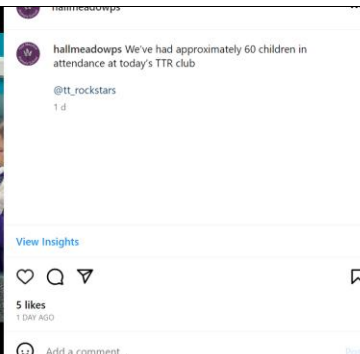 hallmeadowps
hallmeadowps We've had approximately 60 children in
attendance at today's TTR club
@tt_rockstars
1 d
View Insights
5 likes
1 DAY AGO
Add a comment